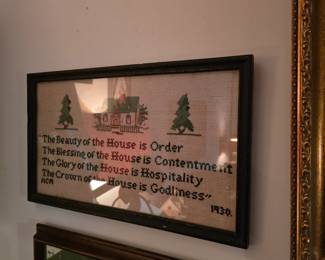 The Beauty of the House is Order
The Blessing of the House is Contentment
The Glory of the House is Hospitality
The Crown of the House is Godliness~
MCM 1930.